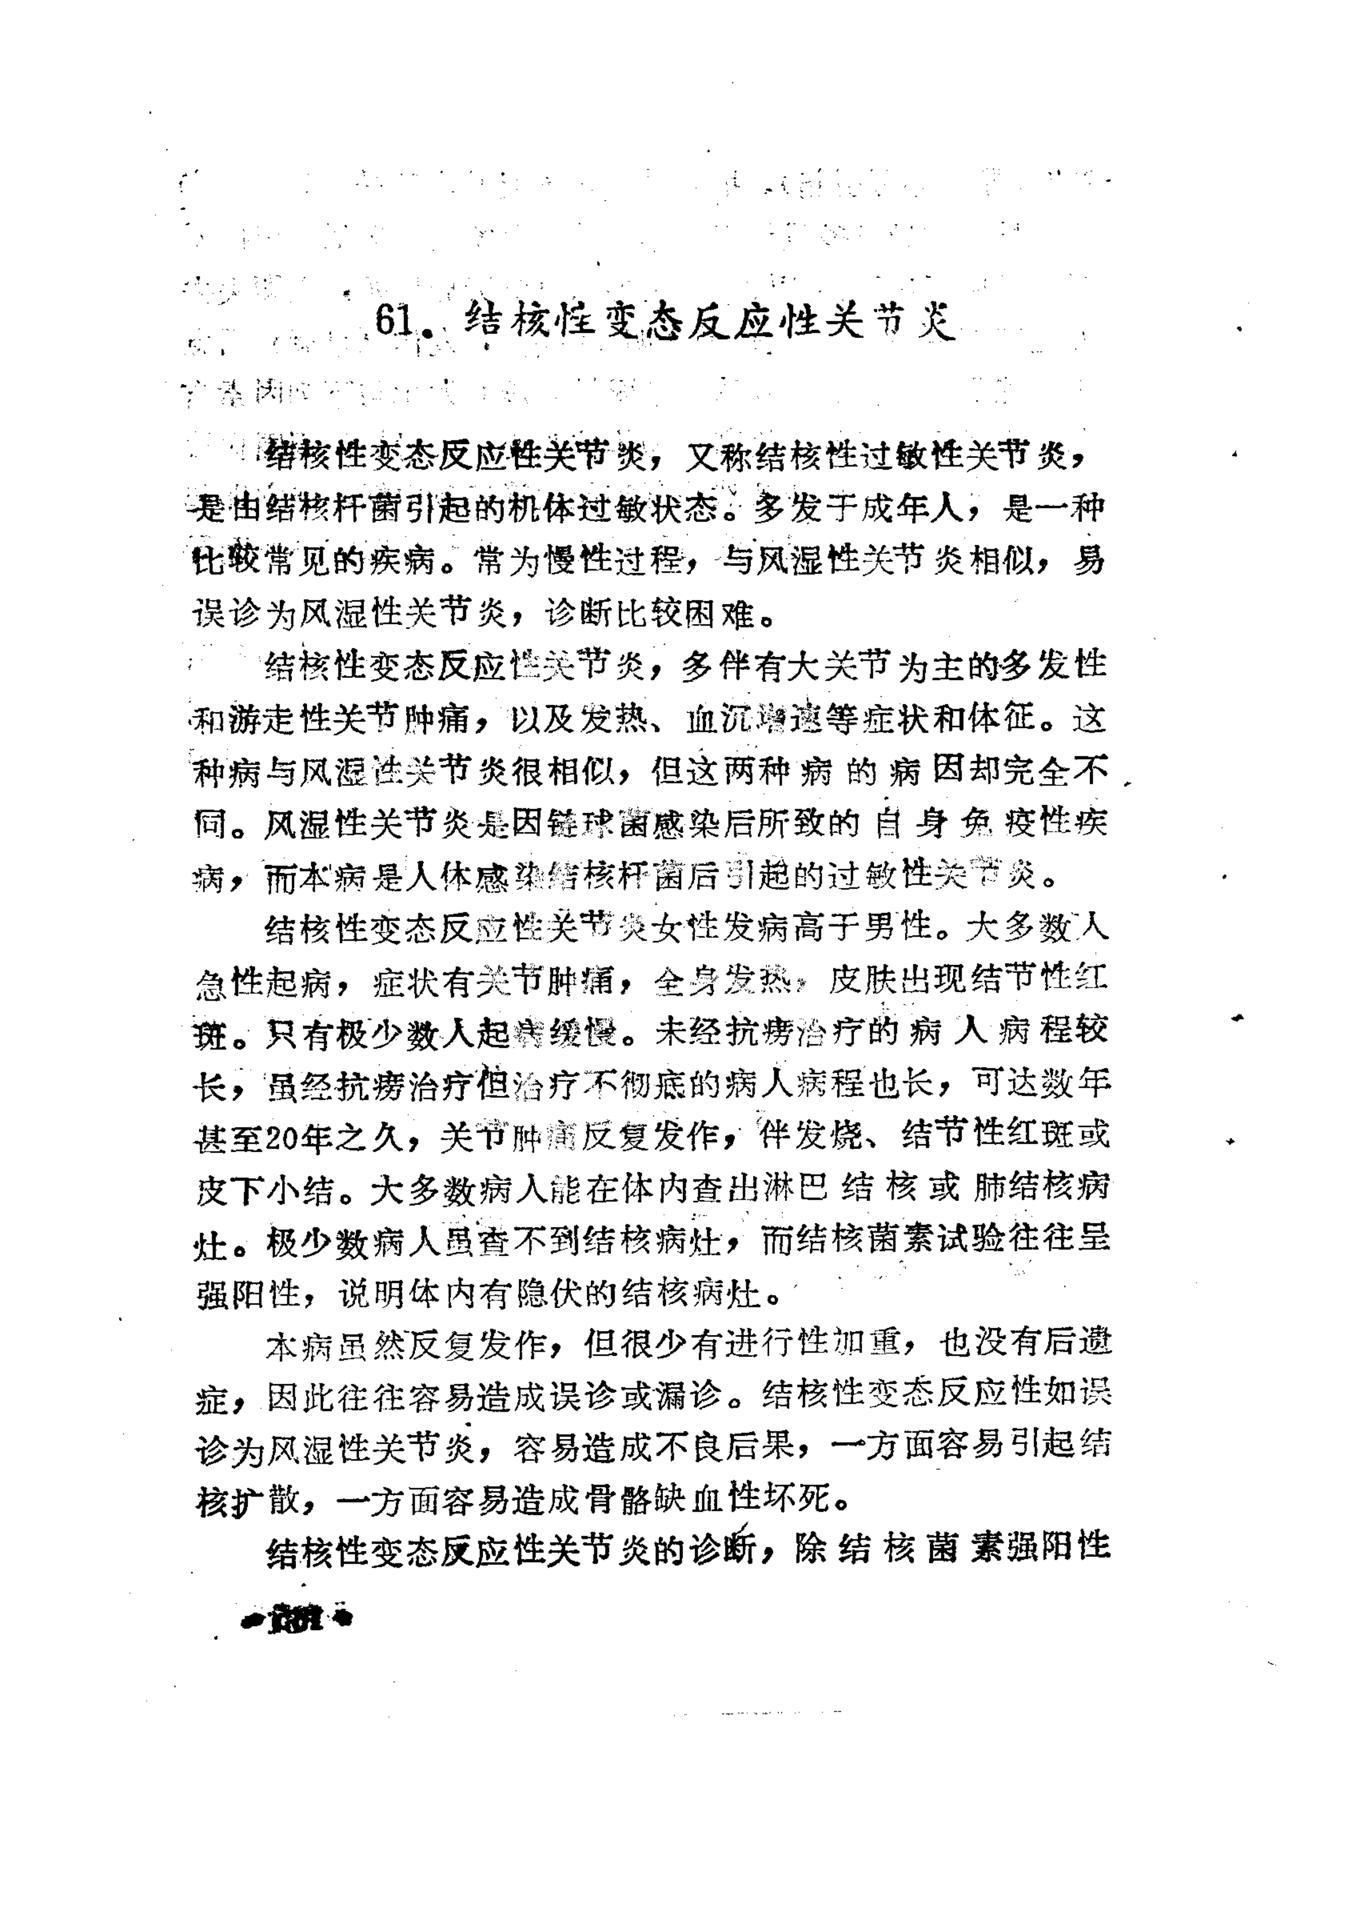 61. 结核性变态反应性关节炎
结核性变态反应性关节炎，又称结核性过敏性关节炎，
是由结核杆菌引起的机体过敏状态。多发于成年人，是一种
比较常见的疾病。常为慢性过程，与风湿性关节炎相似，易
误诊为风湿性关节炎，诊断比较困难。
结核性变态反应性关节炎，多伴有大关节为主的多发性
和游走性关节肿痛，以及发热、血沉增速等症状和体征。这
种病与风湿性关节炎很相似，但这两种病的病因却完全不
同。风湿性关节炎是因链球菌感染后所致的自身免疫性疾
病，而本病是人体感染结核杆菌后引起的过敏性关节炎。
结核性变态反应性关节炎女性发病高于男性。大多数人
急性起病，症状有关节肿痛，全身发热，皮肤出现结节性红
斑。只有极少数人起病缓慢。未经抗痨治疗的病人病程较
长，虽经抗痨治疗但治疗不彻底的病人病程也长，可达数年
甚至20年之久，关节肿痛反复发作，伴发烧、结节性红斑或
皮下小结。大多数病人能在体内查出淋巴结核或肺结核病
灶。极少数病人虽查不到结核病灶，而结核菌素试验往往呈
强阳性，说明体内有隐伏的结核病灶。
本病虽然反复发作，但很少有进行性加重，也没有后遗
症，因此往往容易造成误诊或漏诊。结核性变态反应性如误
诊为风湿性关节炎，容易造成不良后果，一方面容易引起结
核扩散，一方面容易造成骨骼缺血性坏死。
结核性变态反应性关节炎的诊断，除结核菌素强阳性